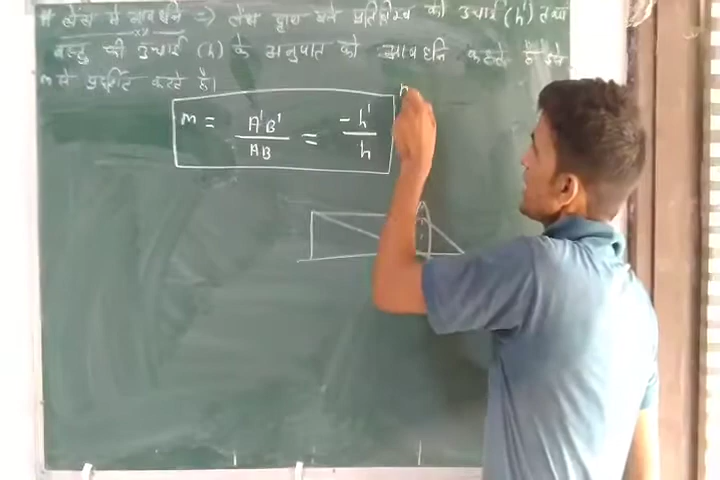 # लेंस में आवर्धन ⇒ लेंस द्वारा बने प्रतिबिम्ब की उंचाई (h') तथा
वस्तु की उंचाई (h) के अनुपात को आवर्धन कहते है। इसे
m से प्रदर्शित करते है।
m = A'B' / AB = -h' / h